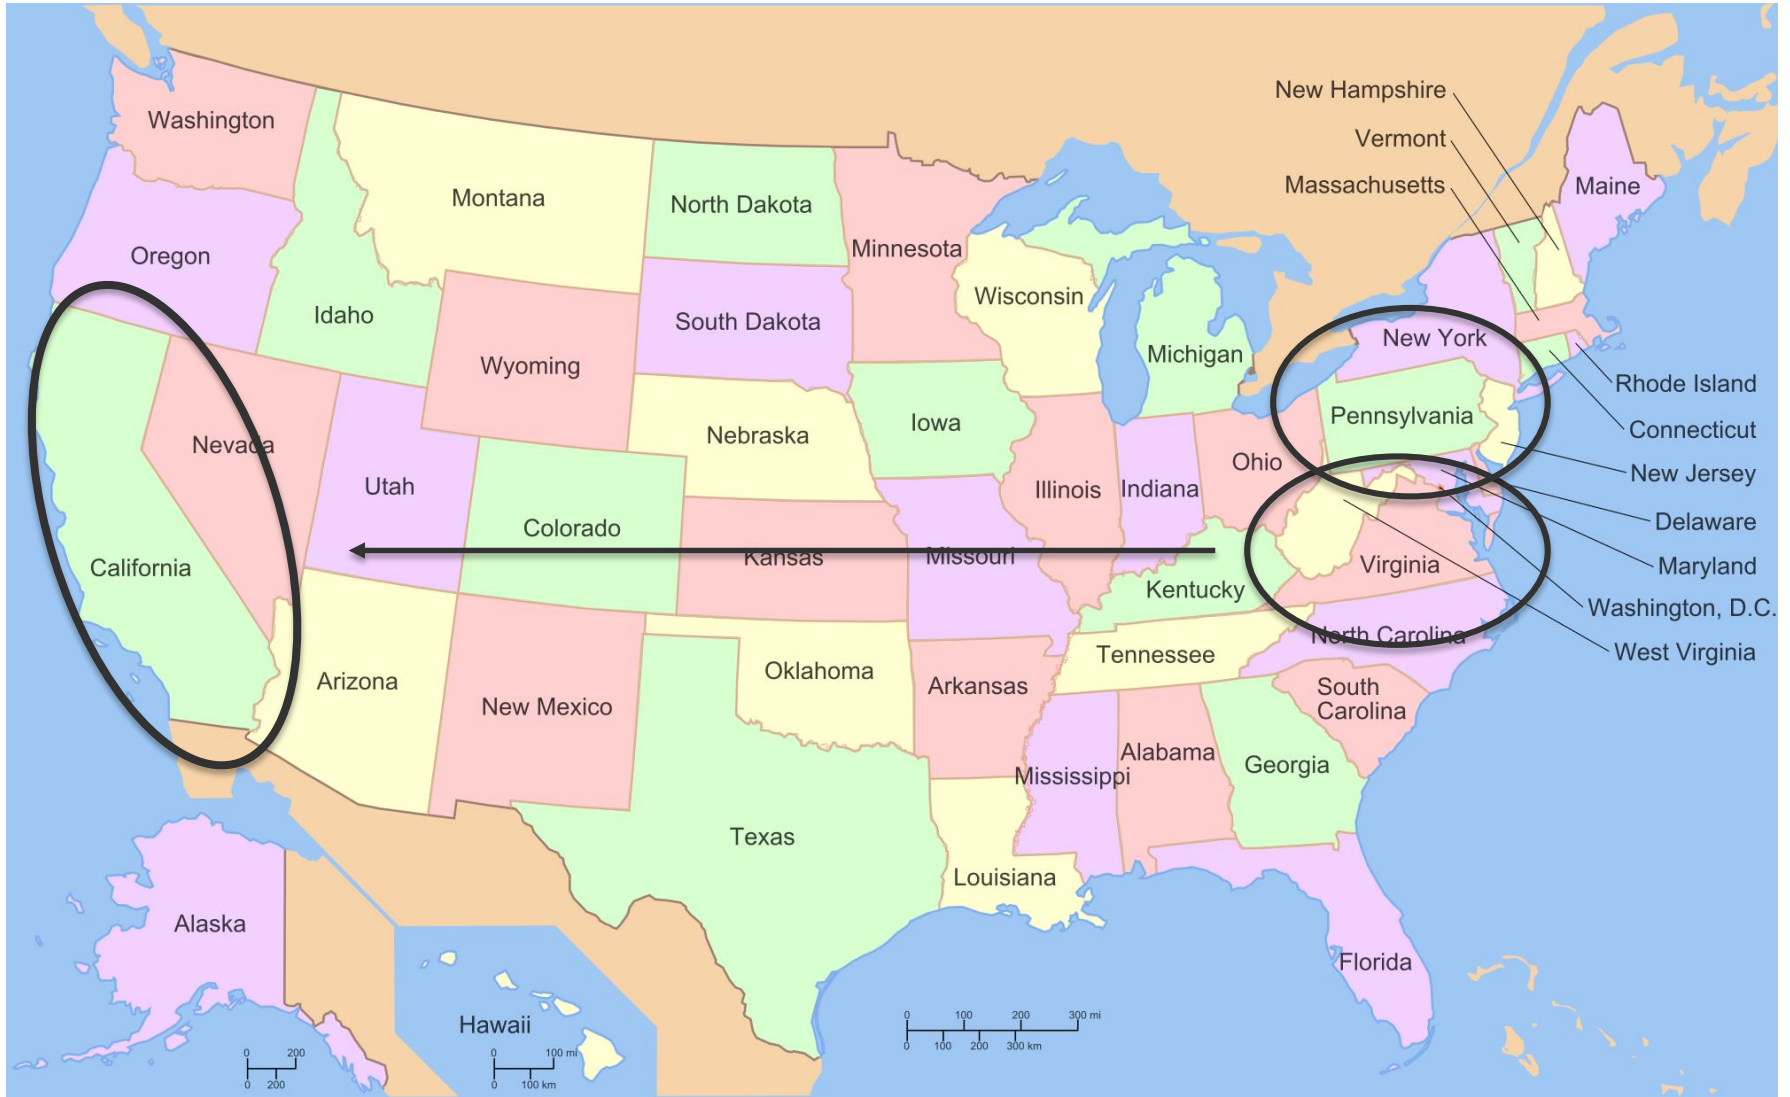 New Hampshire
Vermont
Massachusetts
Washington
Maine
Montana
North Dakota
Minnesota
Oregon
Idaho
Wisconsin
South Dakota
Wyoming
Michigan
New York
Rhode Island
Pennsylvania
Connecticut
Iowa
Nebraska
Nevada
Ohio
New Jersey
Utah
Illinois
Indiana
Colorado
Delaware
Kansas
Missouri
Virginia
Maryland
California
Kentucky
Washington, D.C.
North Carolina
West Virginia
Tennessee
Oklahoma
Arizona
Arkansas
New Mexico
South
Carolina
Alabama
Georgia
Mississippi
Texas
Louisiana
Alaska
Florida
Hawaii
0 100 200 300 mi
0 100 200 300 km
0 200
0 200
0 100 mi
0 100 km